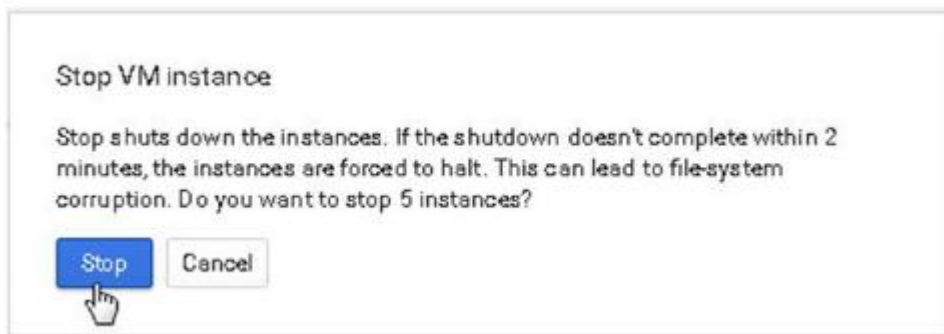 Stop VM instance
Stop shuts down the instances. If the shutdown doesn't complete within 2
minutes, the instances are forced to halt. This can lead to file-system
corruption. Do you want to stop 5 instances?
Stop Cancel